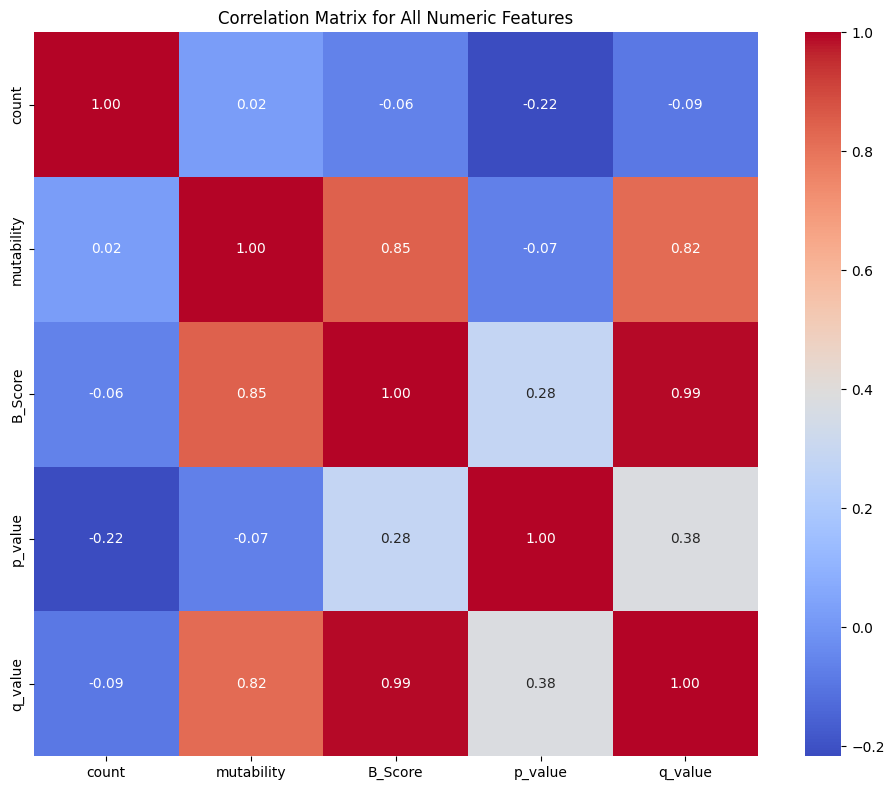 Correlation Matrix for All Numeric Features
count 1.00 0.02 -0.06 -0.22 -0.09
mutability 0.02 1.00 0.85 -0.07 0.82
B_Score -0.06 0.85 1.00 0.28 0.99
p_value -0.22 -0.07 0.28 1.00 0.38
q_value -0.09 0.82 0.99 0.38 1.00
count mutability B_Score p_value q_value
1.0
0.8
0.6
0.4
0.2
0.0
−0.2